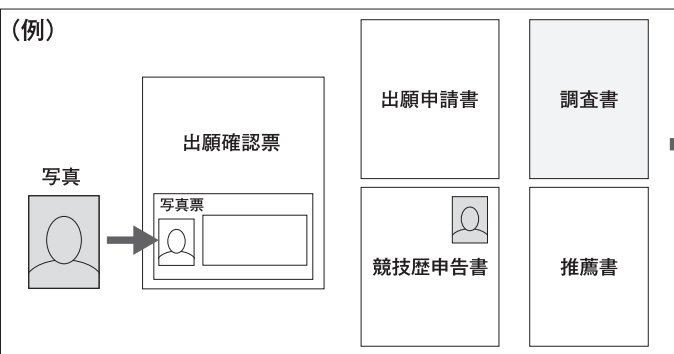 (例)
写真
出願確認票
写真票
出願申請書
調査書
競技歴申告書
推薦書